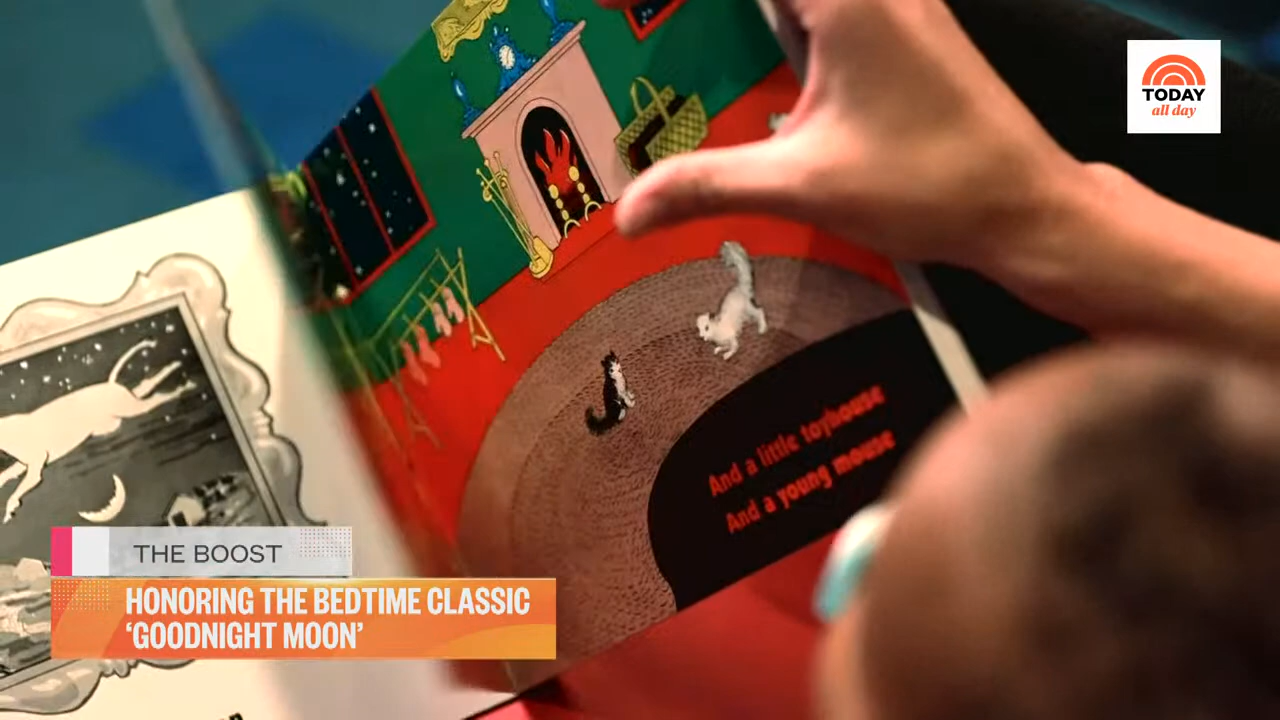 TODAY
all day
And a little toyhouse
And a young mouse
THE BOOST
HONORING THE BEDTIME CLASSIC
‘GOODNIGHT MOON’